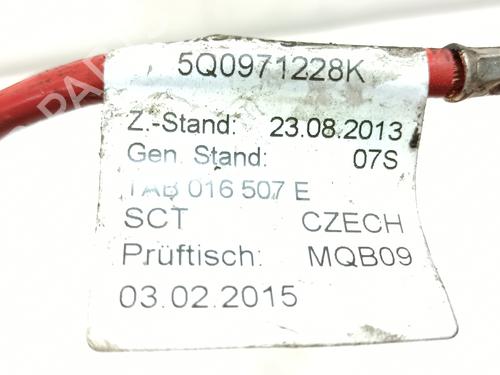 5Q0971228K
Z.-Stand: 23.08.2013
Gen. Stand: 07S
TAB 016 507 E
SCT CZECH
Prüftisch: MQB09
03.02.2015